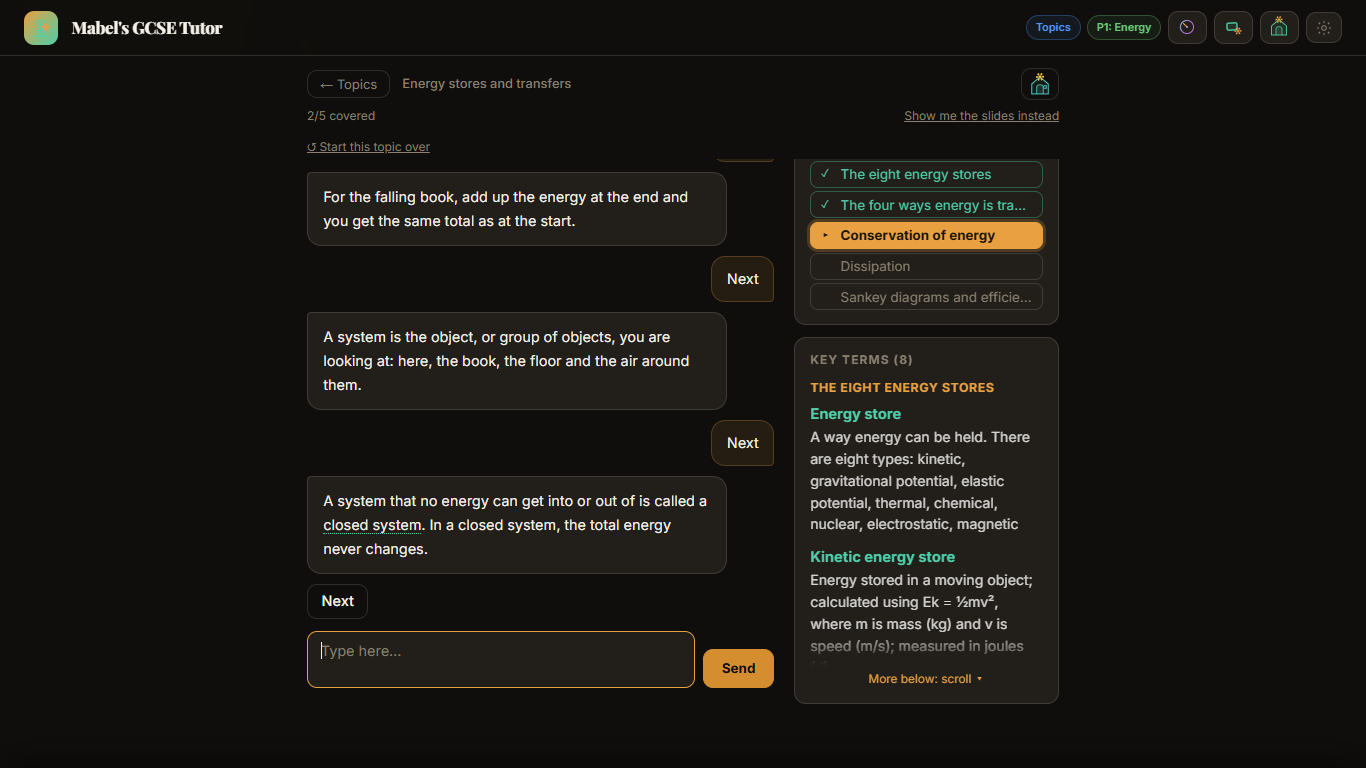 Mabel's GCSE Tutor
Topics
P1: Energy
← Topics
Energy stores and transfers
2/5 covered
Show me the slides instead
↺ Start this topic over
For the falling book, add up the energy at the end and
you get the same total as at the start.
Next
A system is the object, or group of objects, you are
looking at: here, the book, the floor and the air around
them.
Next
A system that no energy can get into or out of is called a
closed system. In a closed system, the total energy
never changes.
Next
Type here...
Send
✓ The eight energy stores
✓ The four ways energy is tra...
▸ Conservation of energy
Dissipation
Sankey diagrams and efficie...
KEY TERMS (8)
THE EIGHT ENERGY STORES
Energy store
A way energy can be held. There
are eight types: kinetic,
gravitational potential, elastic
potential, thermal, chemical,
nuclear, electrostatic, magnetic
Kinetic energy store
Energy stored in a moving object;
calculated using Ek = ½mv²,
where m is mass (kg) and v is
speed (m/s); measured in joules
More below: scroll ▾